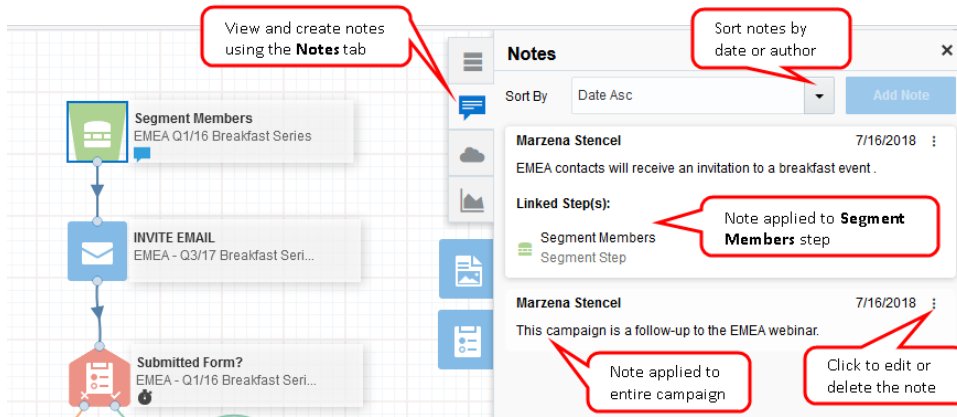 View and create notes
using the Notes tab
Sort notes by
date or author
Notes
Sort By
Date Asc
Add Note
Segment Members
EMEA Q1/16 Breakfast Series
Marzena Stencel
7/16/2018
EMEA contacts will receive an invitation to a breakfast event .
Linked Step(s):
Segment Members
Segment Step
Note applied to Segment
Members step
INVITE EMAIL
EMEA - Q3/17 Breakfast Seri...
Marzena Stencel
7/16/2018
This campaign is a follow-up to the EMEA webinar.
Submitted Form?
EMEA - Q1/16 Breakfast Seri...
Note applied to
entire campaign
Click to edit or
delete the note